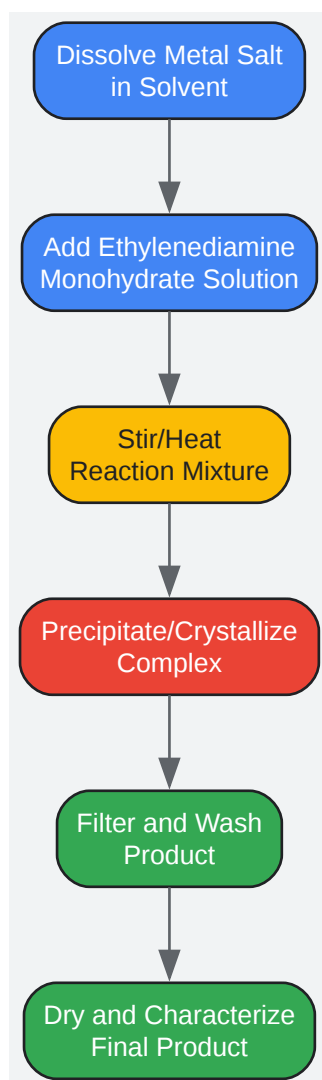 Dissolve Metal Salt
in Solvent
Add Ethylenediamine
Monohydrate Solution
Stir/Heat
Reaction Mixture
Precipitate/Crystallize
Complex
Filter and Wash
Product
Dry and Characterize
Final Product